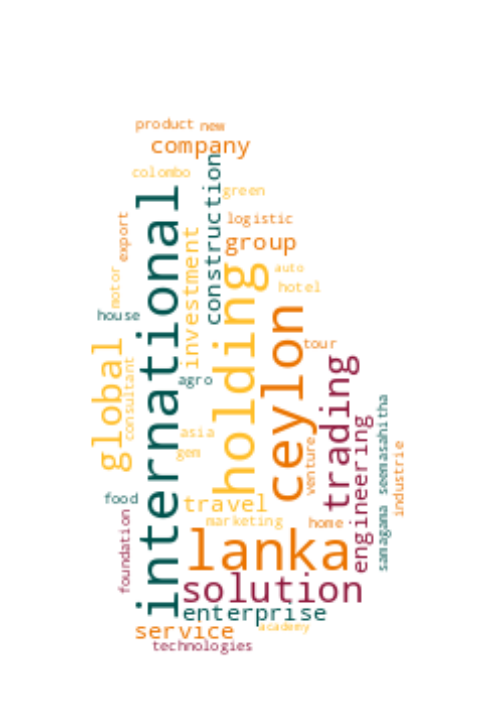 product new
company
colombo
construction
green
international
export
logistic
group
investment
holding
auto
motor
hotel
house
ceylon
global
tour
trading
consultant
agro
samagama seemasahitha
engineering
asia
venture
industrie
gem
food
travel
foundation
marketing
home
lanka
solution
enterprise
service
academy
technologies